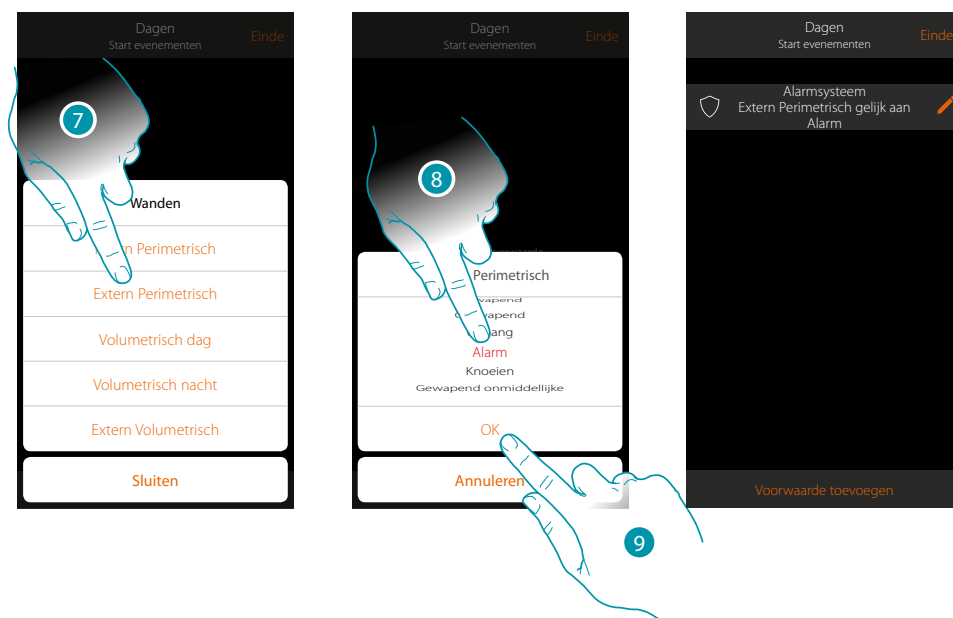 Dagen
Start evenementen
Einde
7
Wanden
Perimetrisch
Extern Perimetrisch
Volumetrisch dag
Volumetrisch nacht
Extern Volumetrisch
Sluiten
Dagen
Start evenementen
Einde
8
Perimetrisch
Alarm
Knoeien
Gewapend onmiddellijke
OK
Annuleren
9
Dagen
Start evenementen
Einde
Alarmsysteem
Extern Perimetrisch gelijk aan
Alarm
Voorwaarde toevoegen